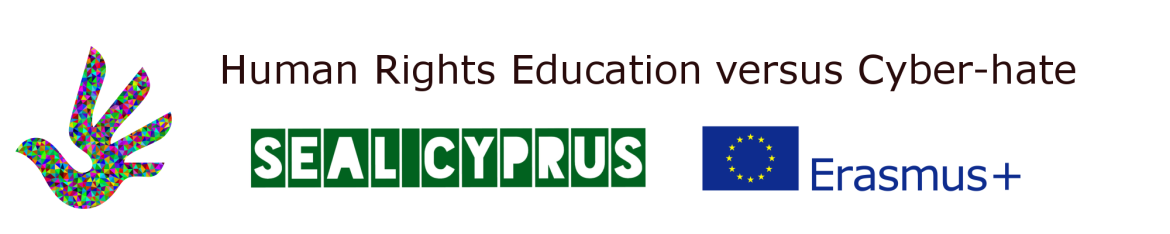 Human Rights Education versus Cyber-hate
SEAL CYPRUS Erasmus+